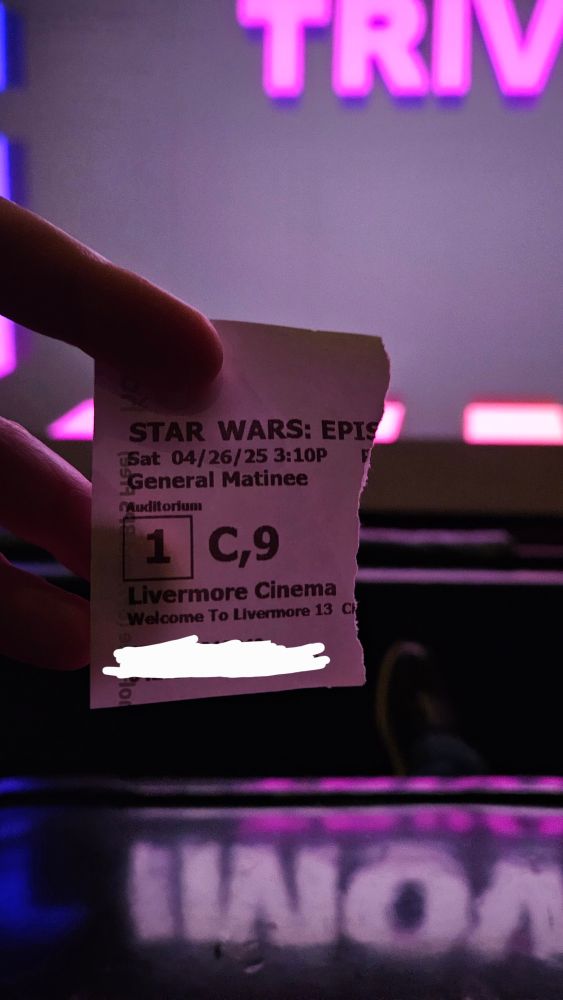 TRIV
STAR WARS: EPIS
Sat 04/26/25 3:10P
General Matinee
Auditorium
1 C,9
Livermore Cinema
Welcome To Livermore 13 Ci